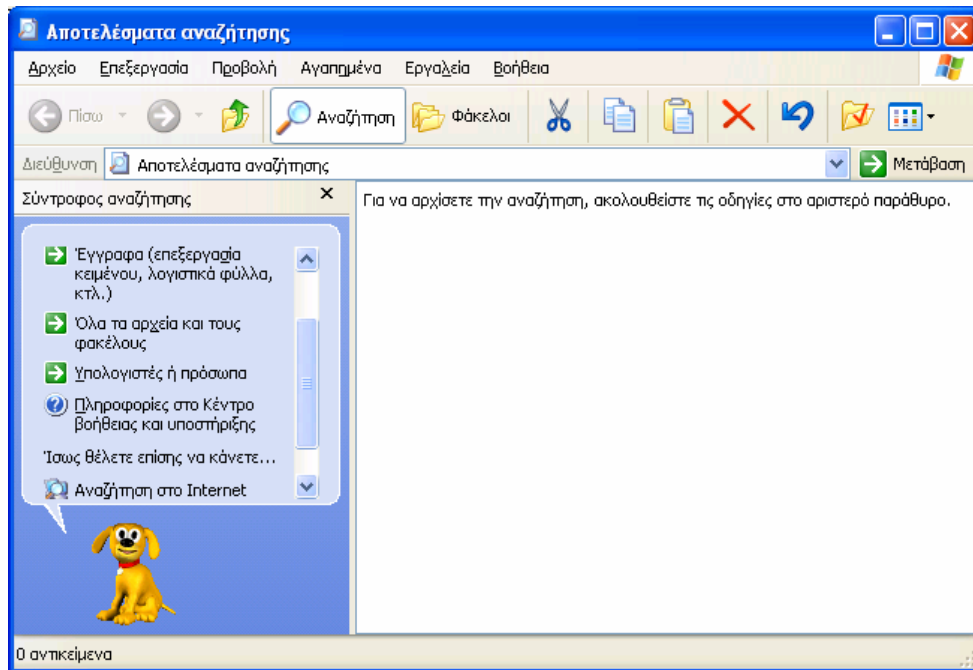 Αποτελέσματα αναζήτησης
Αρχείο Επεξεργασία Προβολή Αγαπημένα Εργαλεία Βοήθεια
Πίσω Αναζήτηση Φάκελοι
Διεύθυνση Αποτελέσματα αναζήτησης Μετάβαση
Σύντροφος αναζήτησης
Για να αρχίσετε την αναζήτηση, ακολουθείστε τις οδηγίες στο αριστερό παράθυρο.
Έγγραφα (επεξεργασία
κειμένου, λογιστικά φύλλα,
κτλ.)
Όλα τα αρχεία και τους
φακέλους
Υπολογιστές ή πρόσωπα
Πληροφορίες στο Κέντρο
βοήθειας και υποστήριξης
Ίσως θέλετε επίσης να κάνετε...
Αναζήτηση στο Internet
0 αντικείμενα